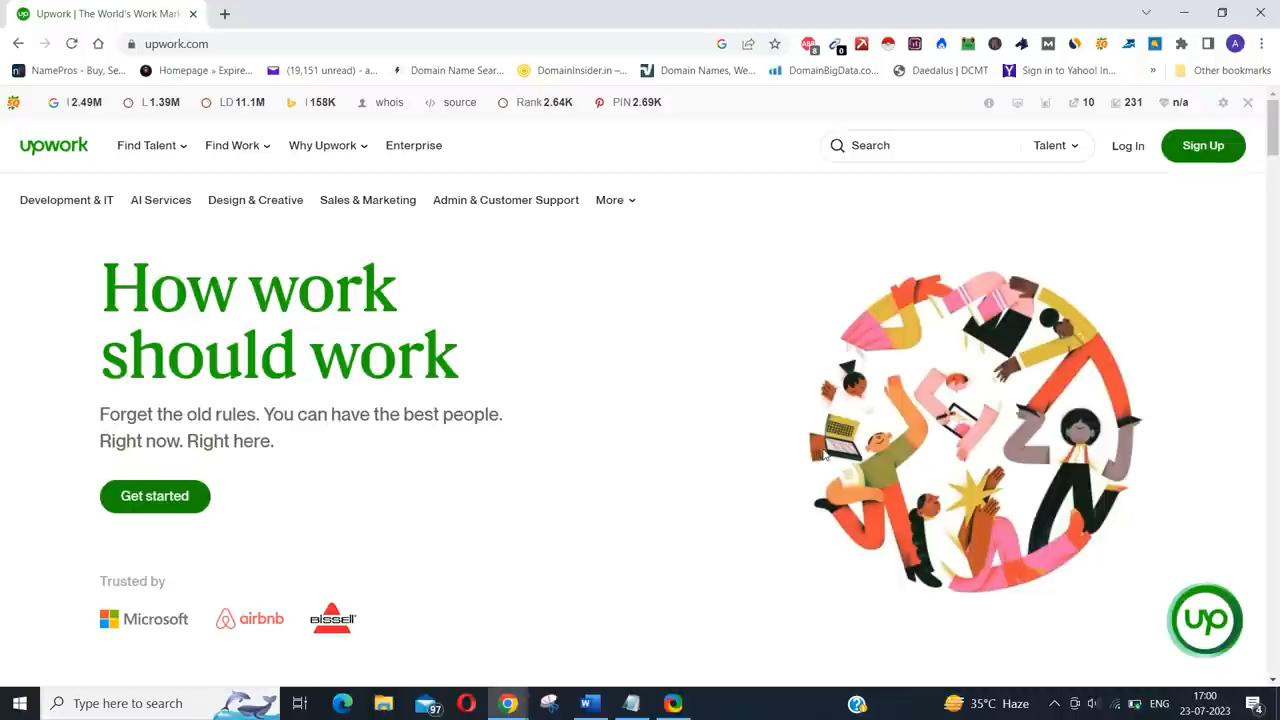 Upwork | The World's Work Mark
upwork.com
8
0
A
NamePros - Buy, Se...
Homepage » Expire...
(19,151 unread) - a...
Domain Name Sear...
DomainInsider.in –...
Domain Names, We...
DomainBigData.co...
Daedalus | DCMT
Sign in to Yahoo! In...
»
Other bookmarks
I 2.49M
L 1.39M
LD 11.1M
I 158K
whois
source
Rank 2.64K
PIN 2.69K
10
231
n/a
upwork
Find Talent
Find Work
Why Upwork
Enterprise
Search
Talent
Log In
Sign Up
Development & IT
AI Services
Design & Creative
Sales & Marketing
Admin & Customer Support
More
How work
should work
Forget the old rules. You can have the best people.
Right now. Right here.
Get started
Trusted by
Microsoft
airbnb
BISSELL
up
Type here to search
97
35°C Haze
ENG
17:00
23-07-2023
4